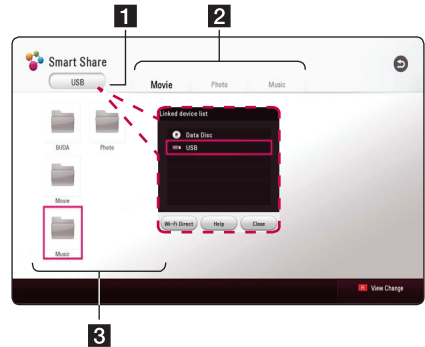 1
2
Smart Share
USB
Movie
Photo
Music
Linked device list
Data Disc
USB
BUDA
Photo
Movie
Wi-Fi Direct
Help
Close
Music
R View Change
3